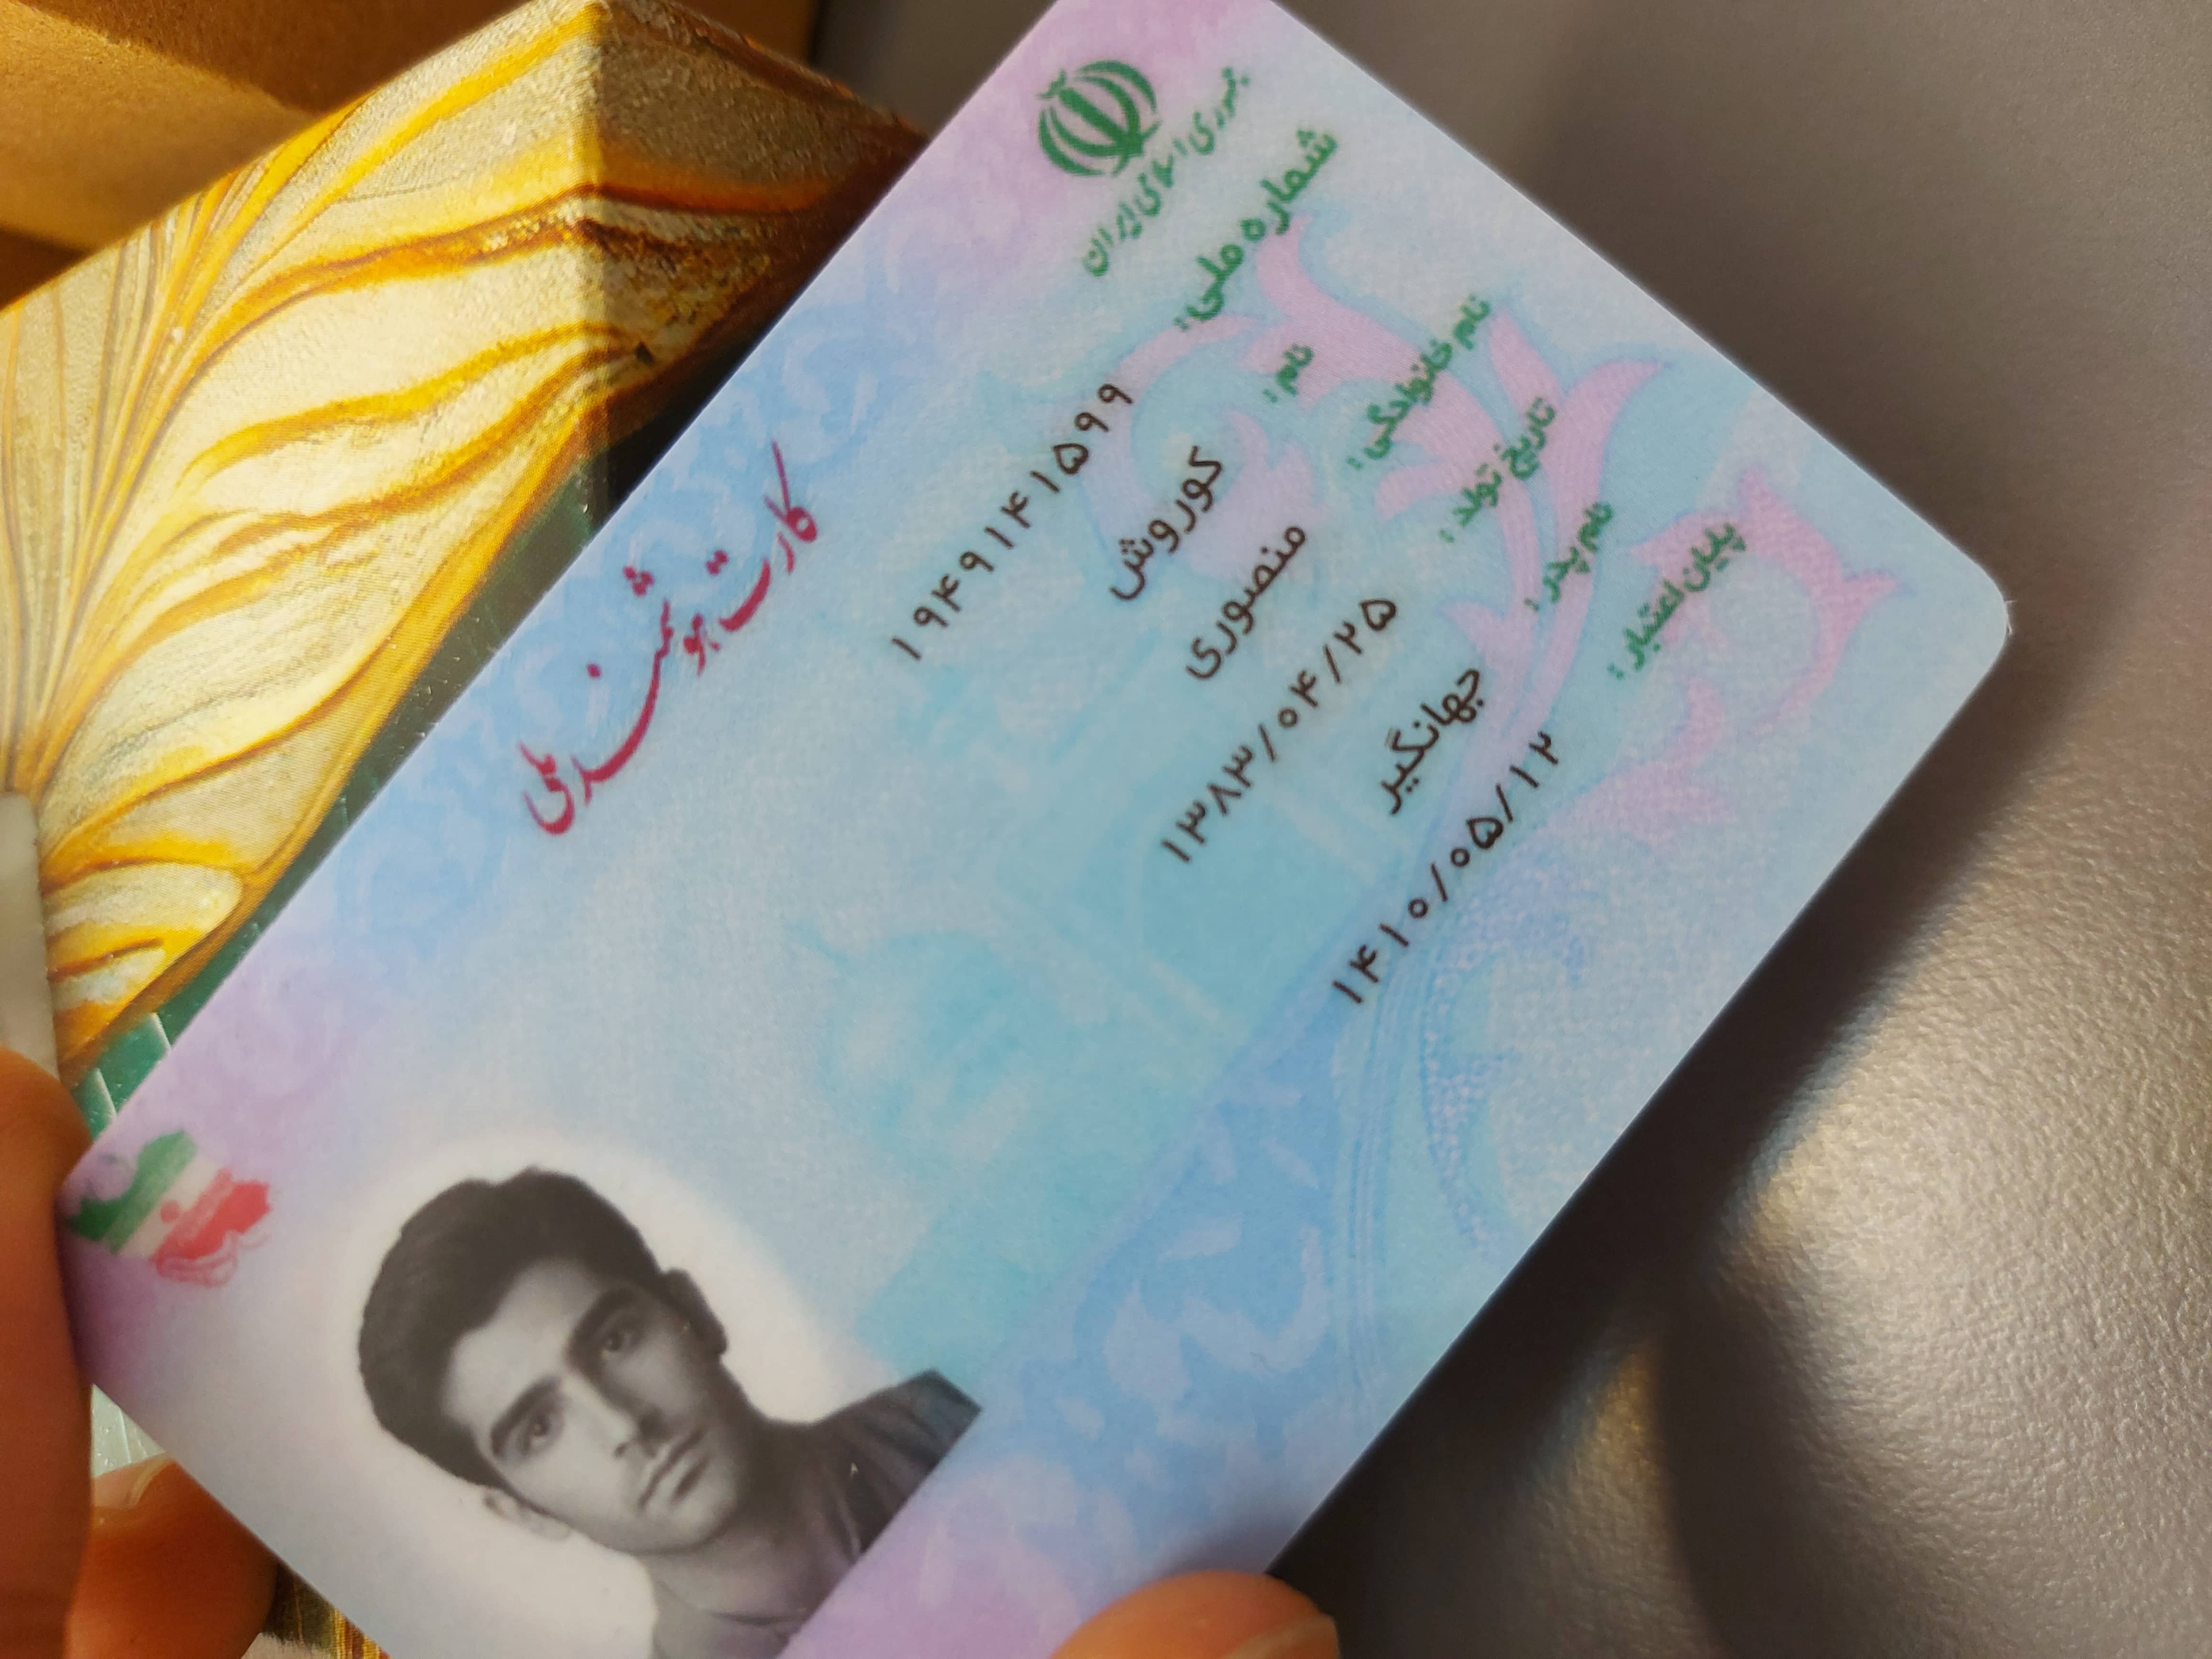 جمهوری اسلامی ایران
کارت هوشمند ملی
شماره ملی: ۱۹۴۹۱۴۱۵۹۹
نام: کوروش
نام خانوادگی: منصوری
تاریخ تولد: ۱۳۸۳/۰۴/۲۵
نام پدر: جهانگیر
پایان اعتبار: ۱۴۱۰/۰۵/۱۲